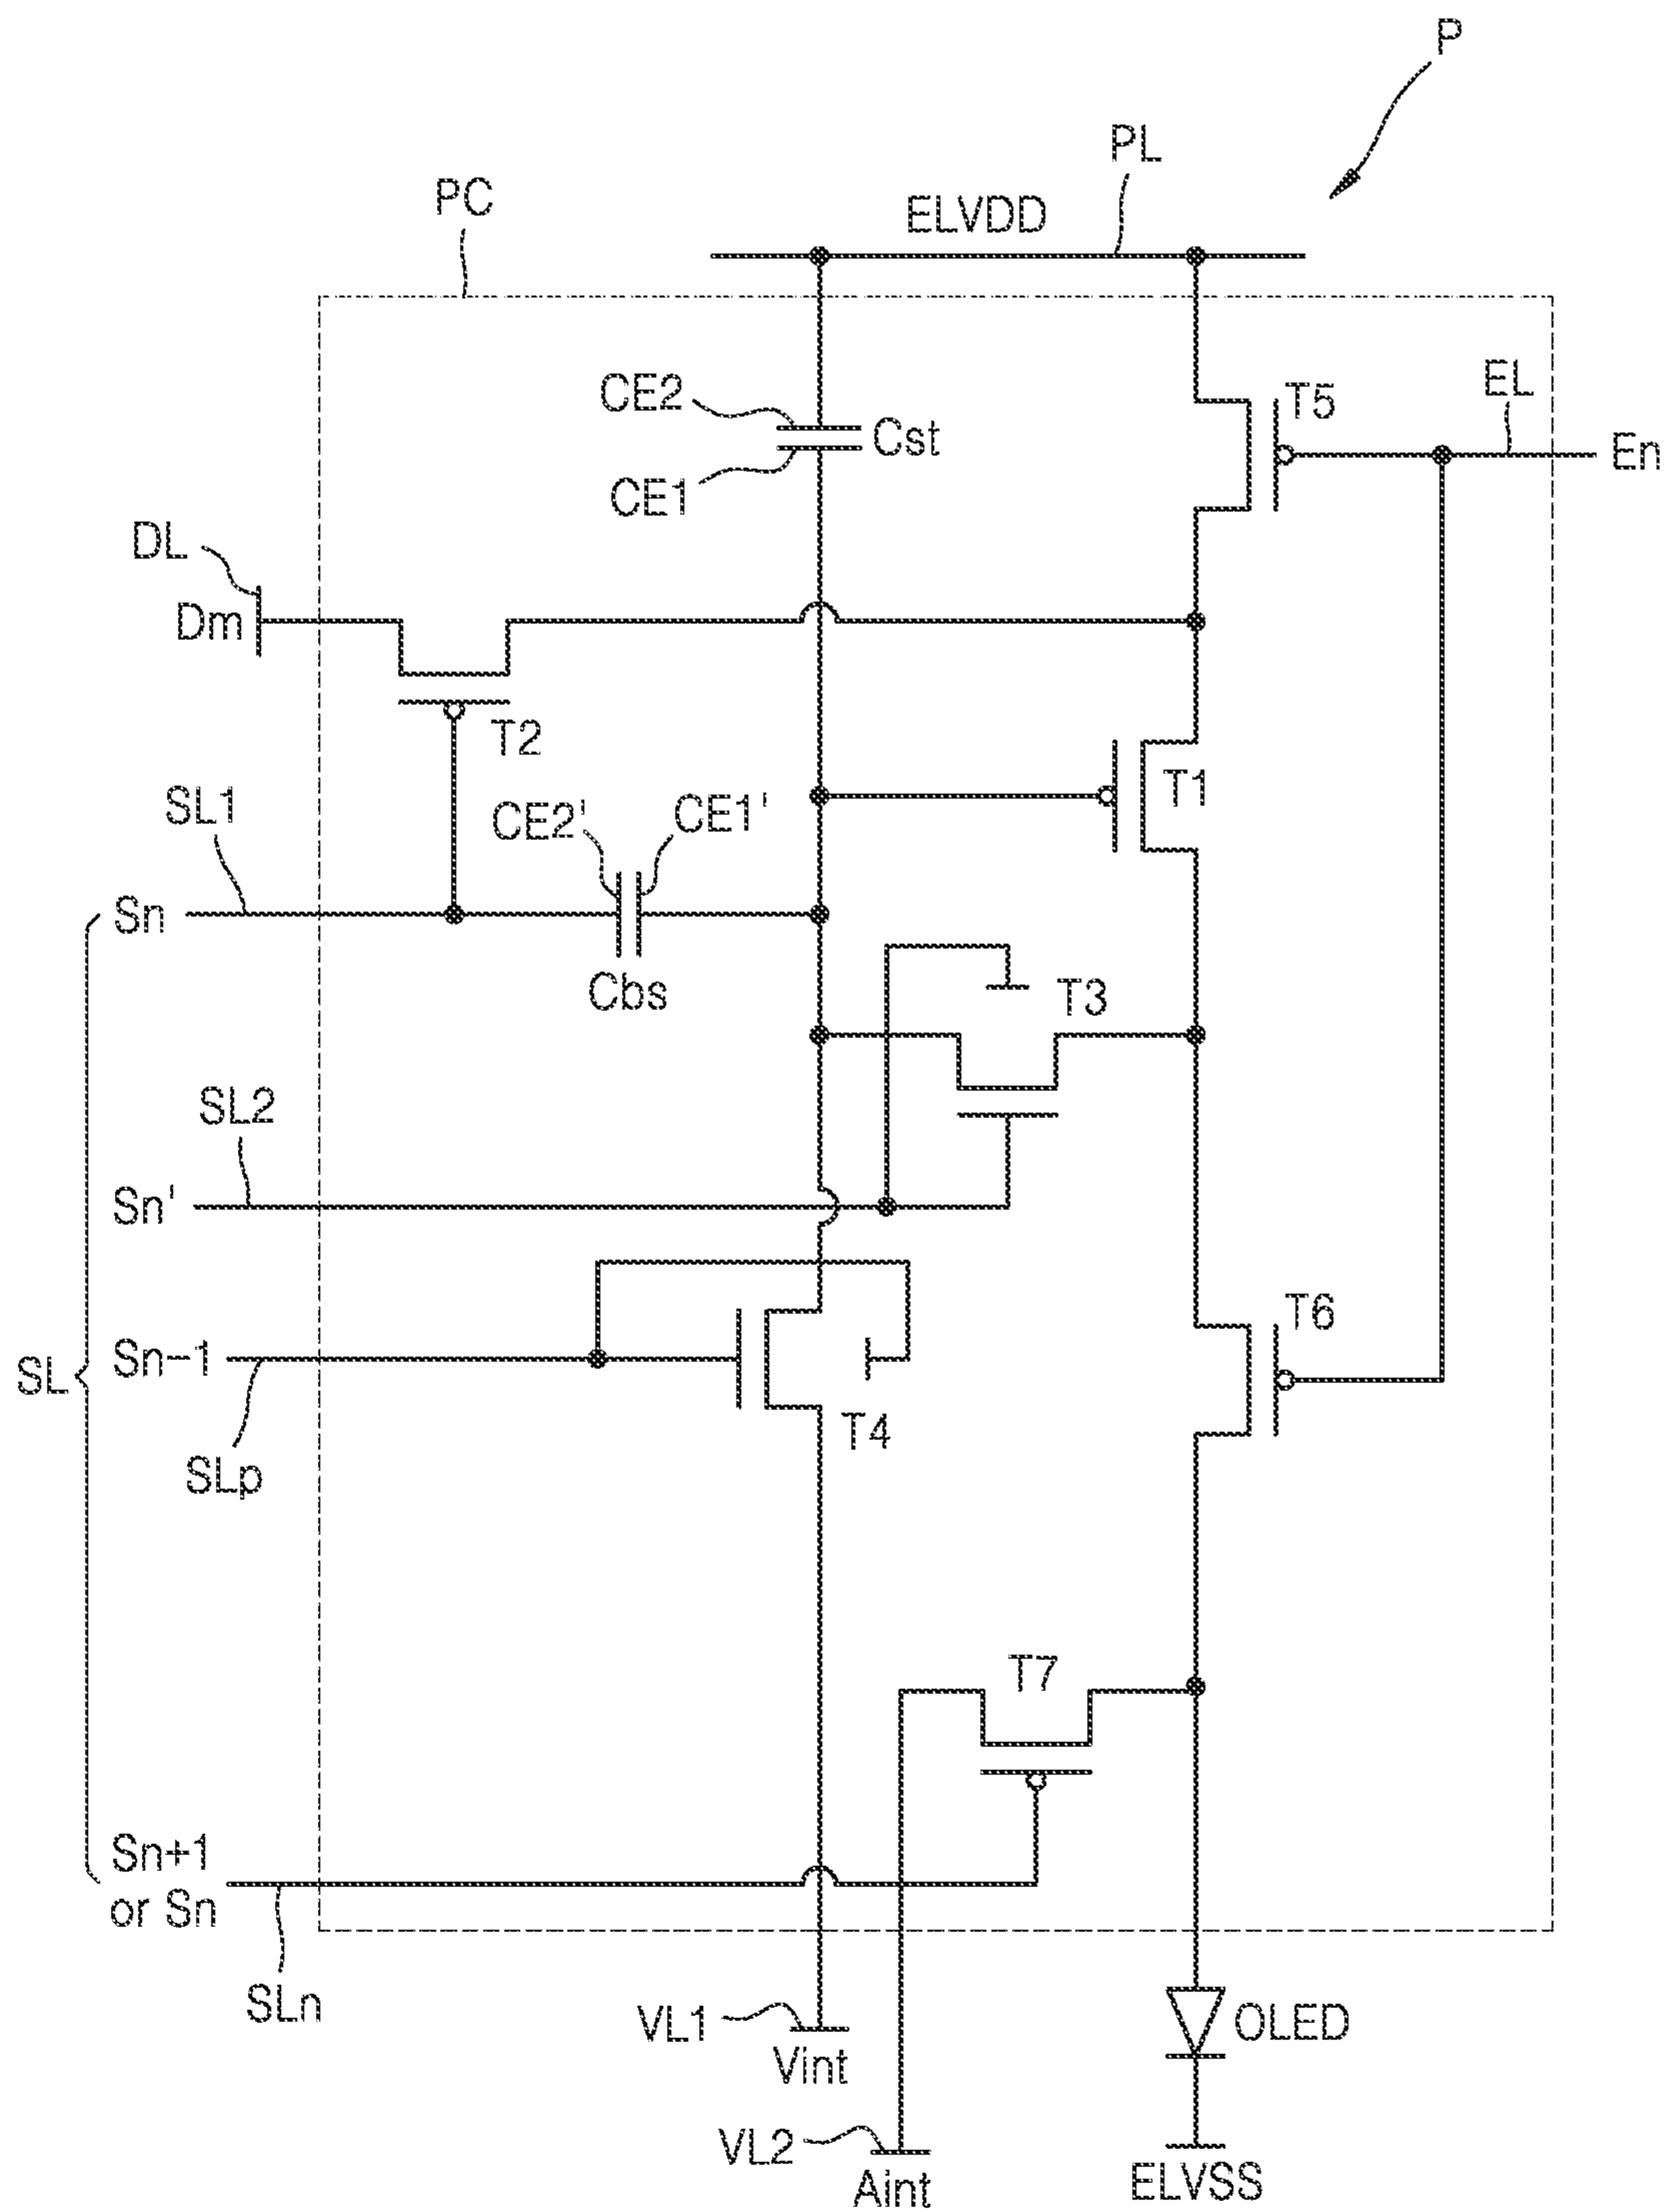 P
PL
PC
ELVDD
CE2
Cst
CE1
T5
EL
En
DL
Dm
T2
T1
SL1
CE2'
CE1'
Sn
Cbs
T3
SL2
Sn'
T6
SL
Sn-1
T4
SLp
T7
Sn+1
or Sn
SLn
VL1
Vint
OLED
VL2
Aint
ELVSS